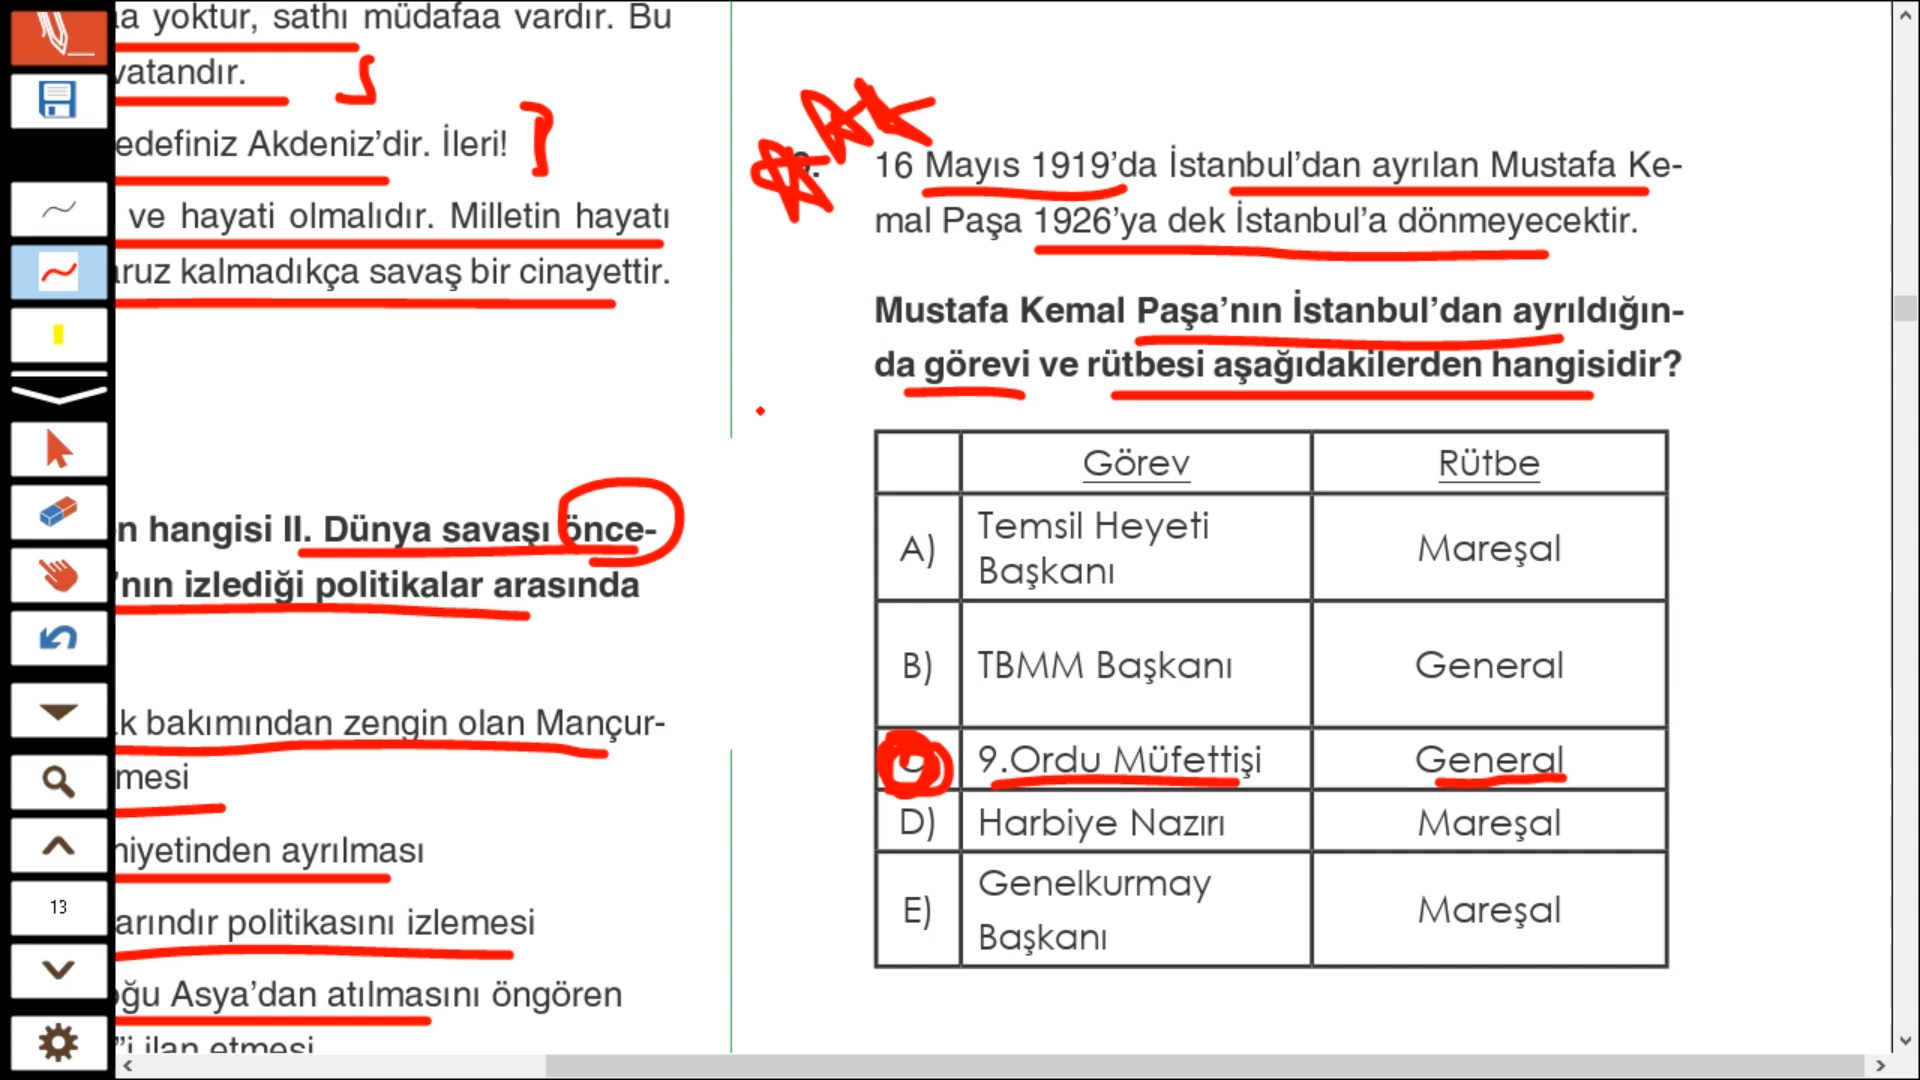 a yoktur, sathı müdafaa vardır. Bu
vatandır.
edefiniz Akdeniz’dir. İleri!
ve hayati olmalıdır. Milletin hayatı
ruz kalmadıkça savaş bir cinayettir.
n hangisi II. Dünya savaşı önce-
’nın izlediği politikalar arasında
k bakımından zengin olan Mançur-
mesi
niyetinden ayrılması
arındır politikasını izlemesi
ğu Asya’dan atılmasını öngören
”i ilan etmesi
16 Mayıs 1919’da İstanbul’dan ayrılan Mustafa Ke-
mal Paşa 1926’ya dek İstanbul’a dönmeyecektir.
Mustafa Kemal Paşa’nın İstanbul’dan ayrıldığın-
da görevi ve rütbesi aşağıdakilerden hangisidir?
Görev Rütbe
A) Temsil Heyeti Başkanı Mareşal
B) TBMM Başkanı General
9.Ordu Müfettişi General
D) Harbiye Nazırı Mareşal
E) Genelkurmay Başkanı Mareşal
13